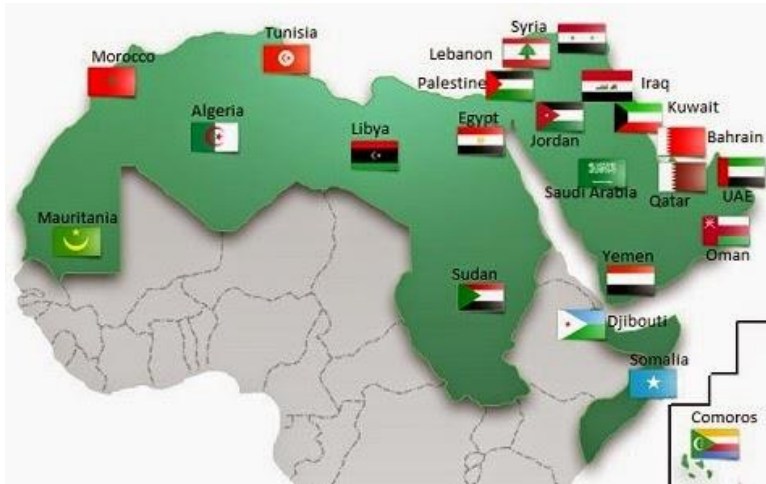 Syria
Tunisia
Lebanon
Morocco
Palestine
Iraq
Algeria
Kuwait
Libya
Egypt
Jordan
Bahrain
Saudi Arabia
Qatar
UAE
Mauritania
Oman
Yemen
Sudan
Djibouti
Somalia
Comoros